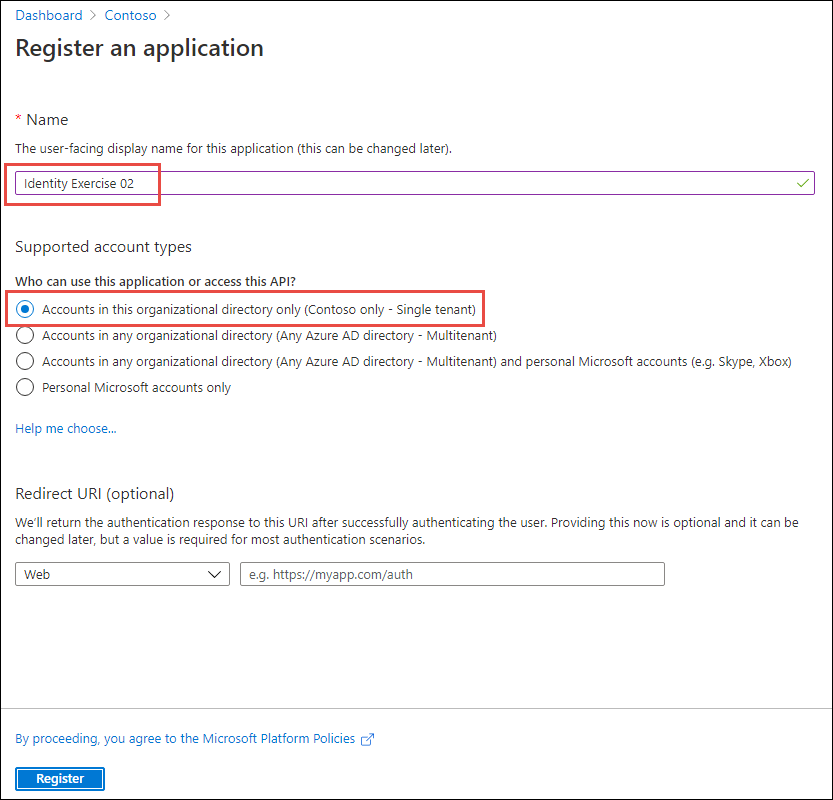 Dashboard > Contoso >
Register an application
* Name
The user-facing display name for this application (this can be changed later).
Identity Exercise 02
Supported account types
Who can use this application or access this API?
Accounts in this organizational directory only (Contoso only - Single tenant)
Accounts in any organizational directory (Any Azure AD directory - Multitenant)
Accounts in any organizational directory (Any Azure AD directory - Multitenant) and personal Microsoft accounts (e.g. Skype, Xbox)
Personal Microsoft accounts only
Help me choose...
Redirect URI (optional)
We'll return the authentication response to this URI after successfully authenticating the user. Providing this now is optional and it can be
changed later, but a value is required for most authentication scenarios.
Web e.g. https://myapp.com/auth
By proceeding, you agree to the Microsoft Platform Policies
Register